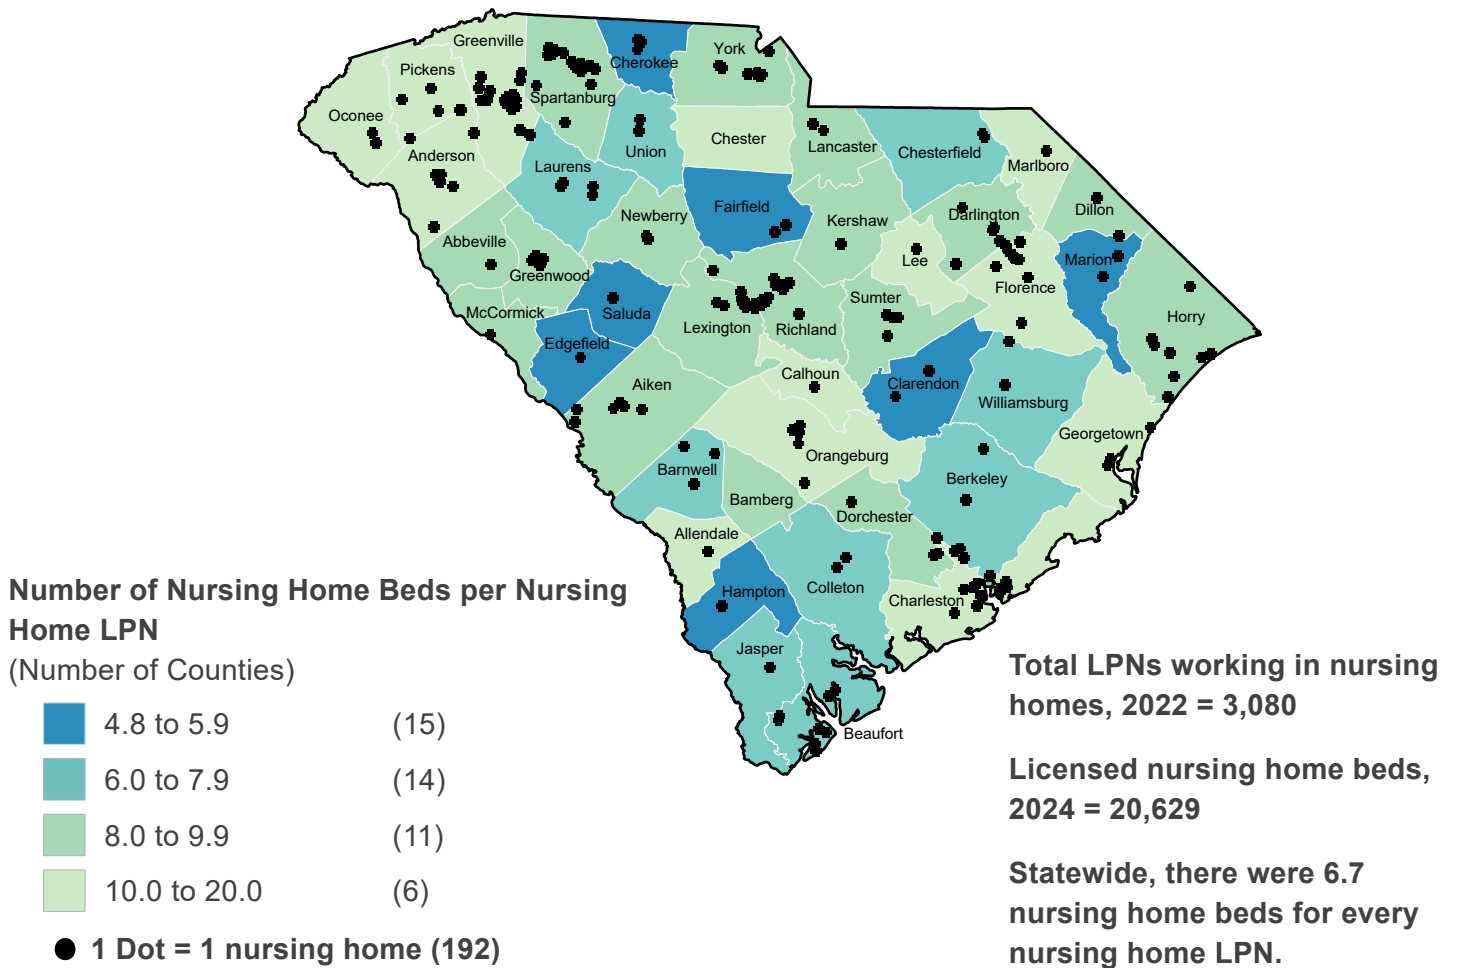 Greenville
York
Cherokee
Pickens
Spartanburg
Oconee
Chester
Lancaster
Union
Chesterfield
Anderson
Marlboro
Laurens
Fairfield
Newberry
Kershaw
Darlington
Dillon
Abbeville
Lee
Marion
Greenwood
Florence
Sumter
McCormick
Saluda
Horry
Lexington
Richland
Edgefield
Calhoun
Aiken
Clarendon
Williamsburg
Georgetown
Orangeburg
Barnwell
Berkeley
Bamberg
Dorchester
Allendale
Hampton
Colleton
Charleston
Jasper
Beaufort
Number of Nursing Home Beds per Nursing
Home LPN
(Number of Counties)
4.8 to 5.9 (15)
6.0 to 7.9 (14)
8.0 to 9.9 (11)
10.0 to 20.0 (6)
1 Dot = 1 nursing home (192)
Total LPNs working in nursing
homes, 2022 = 3,080
Licensed nursing home beds,
2024 = 20,629
Statewide, there were 6.7
nursing home beds for every
nursing home LPN.